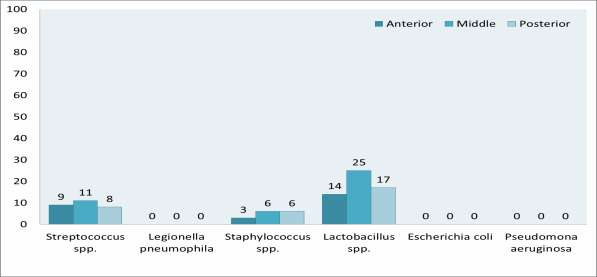 100
90
80
70
60
50
40
30
20
10
0
Anterior Middle Posterior
9 11 8
0 0 0
3 6 6
14 25 17
0 0 0
0 0 0
Streptococcus
spp.
Legionella
pneumophila
Staphylococcus
spp.
Lactobacillus
spp.
Escherichia coli
Pseudomona
aeruginosa